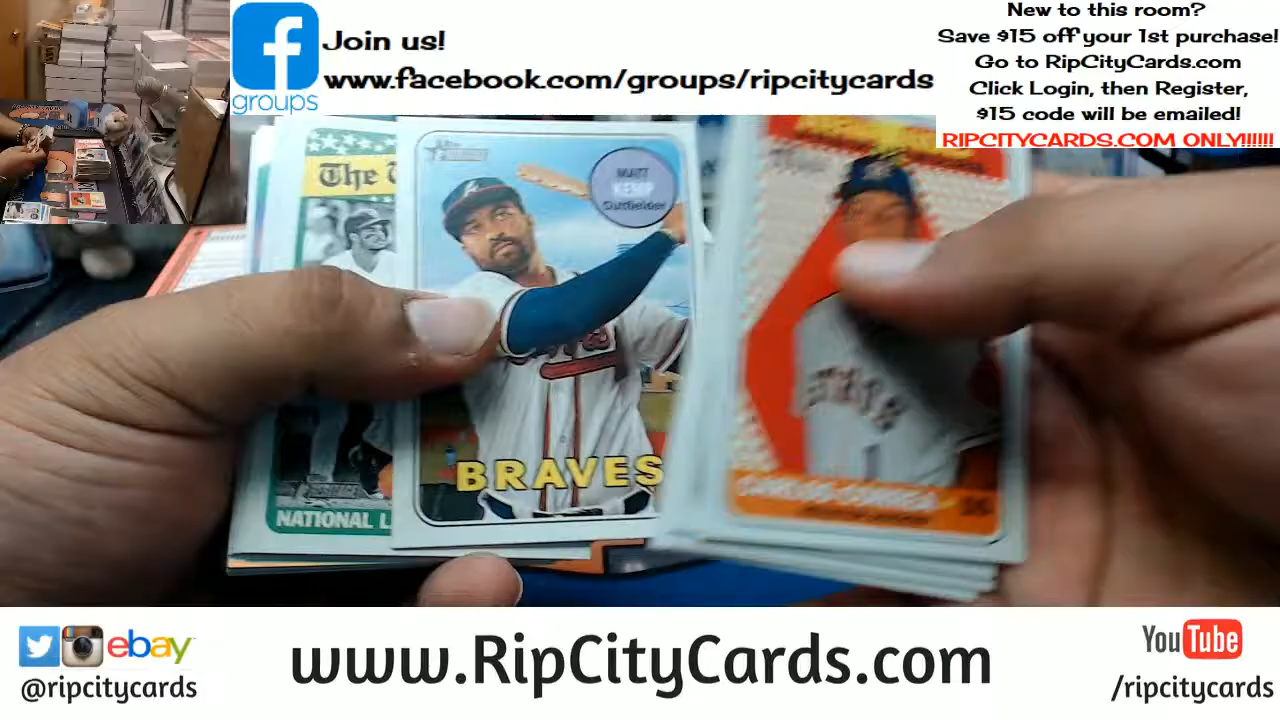 groups
Join us!
www.facebook.com/groups/ripcitycards
New to this room?
Save $15 off your 1st purchase!
Go to RipCityCards.com
Click Login, then Register,
$15 code will be emailed!
RIPCITYCARDS.COM ONLY!!!!!!
The
NATIONAL L
MATT
KEMP
Outfielder
BRAVES
ebay
@ripcitycards
www.RipCityCards.com
YouTube
/ripcitycards